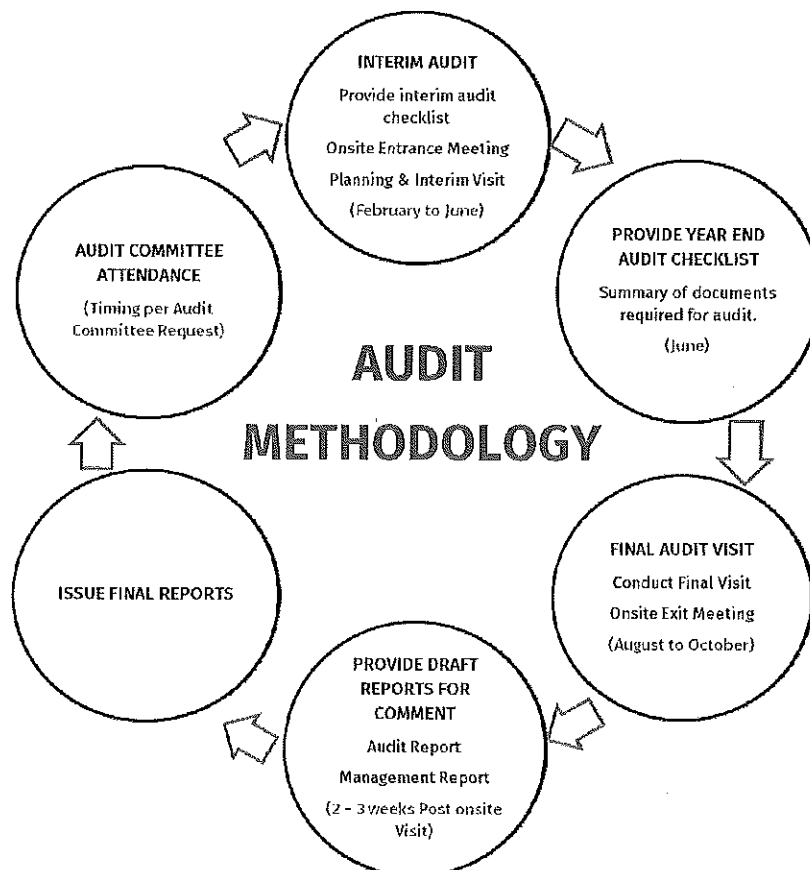 INTERIM AUDIT
Provide interim audit
checklist
Onsite Entrance Meeting
Planning & Interim Visit
(February to June)
PROVIDE YEAR END
AUDIT CHECKLIST
Summary of documents
required for audit.
(June)
FINAL AUDIT VISIT
Conduct Final Visit
Onsite Exit Meeting
(August to October)
PROVIDE DRAFT
REPORTS FOR
COMMENT
Audit Report
Management Report
(2 – 3 weeks Post onsite
Visit)
ISSUE FINAL REPORTS
AUDIT COMMITTEE
ATTENDANCE
(Timing per Audit
Committee Request)
AUDIT
METHODOLOGY